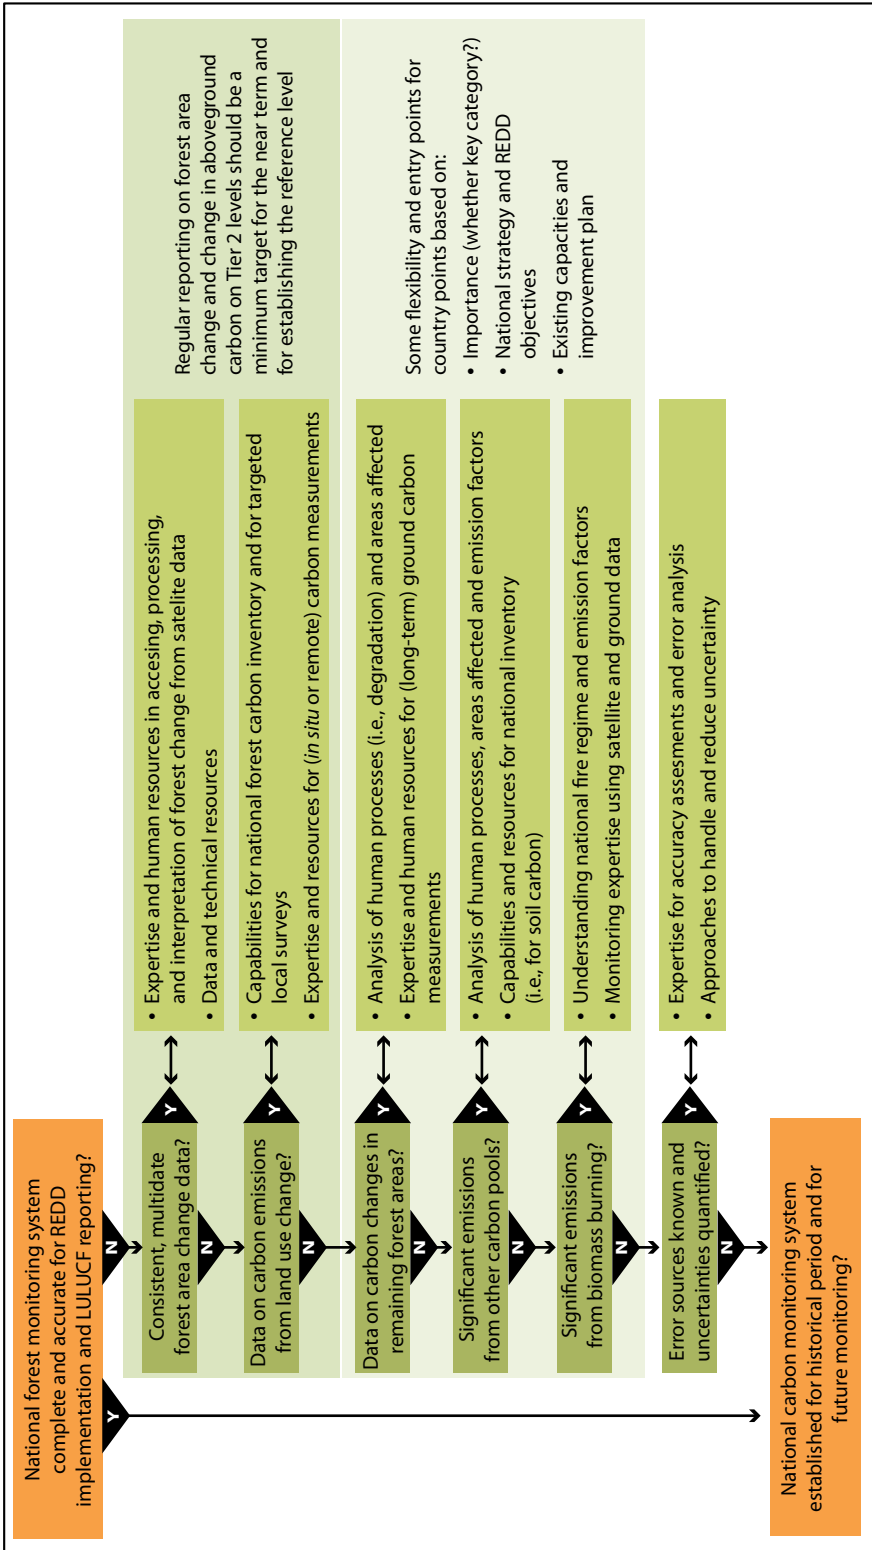 National forest monitoring system
complete and accurate for REDD
implementation and LULUCF reporting?
Y
N
Consistent, multidate
forest area change data?
Y
N
• Expertise and human resources in accesing, processing,
and interpretation of forest change from satelite data
• Data and technical resources
Data on carbon emissions
from land use change?
Y
N
• Capabilities for national forest carbon inventory and for targeted
local surveys
• Expertise and resources for (in situ or remote) carbon measurements
Regular reporting on forest area
change and change in aboveground
carbon on Tier 2 levels should be a
minimum target for the near term and
for establishing the reference level
Data on carbon changes in
remaining forest areas?
Y
N
• Analysis of human processes (i.e., degradation) and areas affected
• Expertise and human resources for (long-term) ground carbon
measurements
Significant emissions
from other carbon pools?
Y
N
• Analysis of human processes, areas affected and emission factors
• Capabilities and resources for national inventory
(i.e., for soil carbon)
Significant emissions
from biomass burning?
Y
N
• Understanding national fire regime and emission factors
• Monitoring expertise using satellite and ground data
Some flexibility and entry points for
country points based on:
• Importance (whether key category?)
• National strategy and REDD
objectives
• Existing capacities and
improvement plan
Error sources known and
uncertainties quantified?
Y
N
• Expertise for accuracy assesments and error analysis
• Approaches to handle and reduce uncertainty
National carbon monitoring system
established for historical period and for
future monitoring?